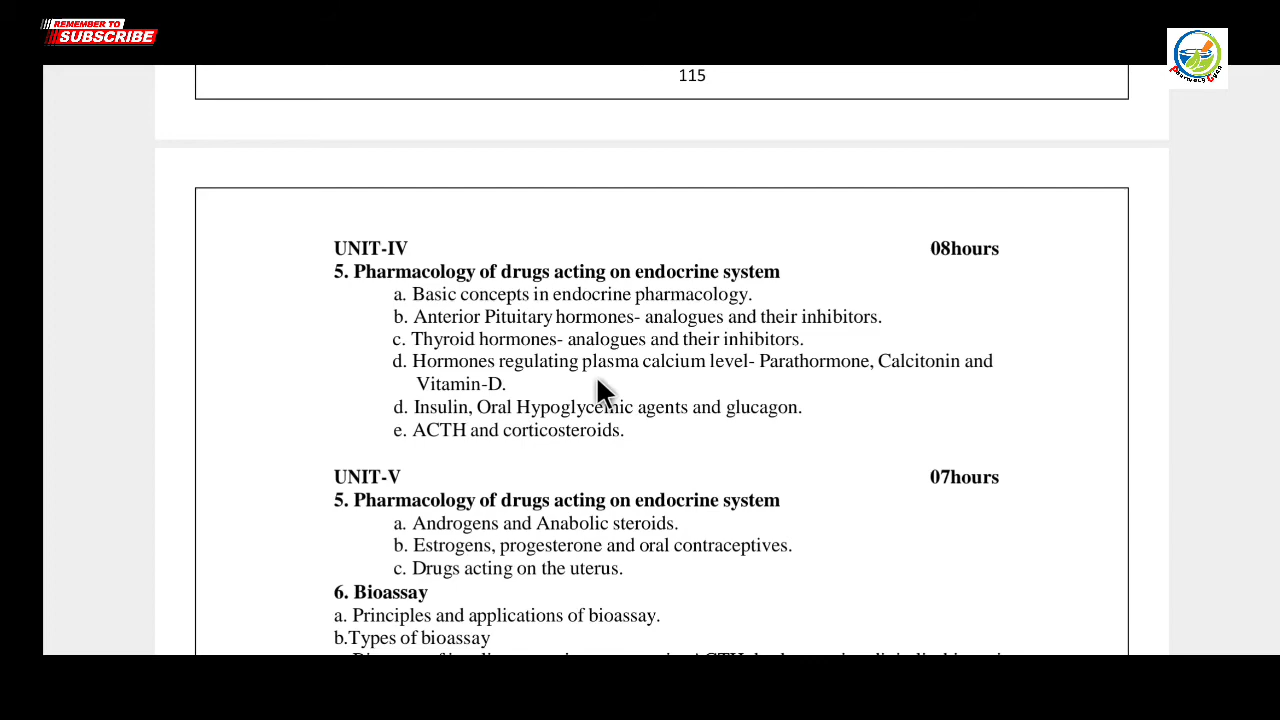 REMEMBER TO
SUBSCRIBE
115
UNIT-IV 08hours
5. Pharmacology of drugs acting on endocrine system
a. Basic concepts in endocrine pharmacology.
b. Anterior Pituitary hormones- analogues and their inhibitors.
c. Thyroid hormones- analogues and their inhibitors.
d. Hormones regulating plasma calcium level- Parathormone, Calcitonin and
Vitamin-D.
d. Insulin, Oral Hypoglycemic agents and glucagon.
e. ACTH and corticosteroids.
UNIT-V 07hours
5. Pharmacology of drugs acting on endocrine system
a. Androgens and Anabolic steroids.
b. Estrogens, progesterone and oral contraceptives.
c. Drugs acting on the uterus.
6. Bioassay
a. Principles and applications of bioassay.
b.Types of bioassay